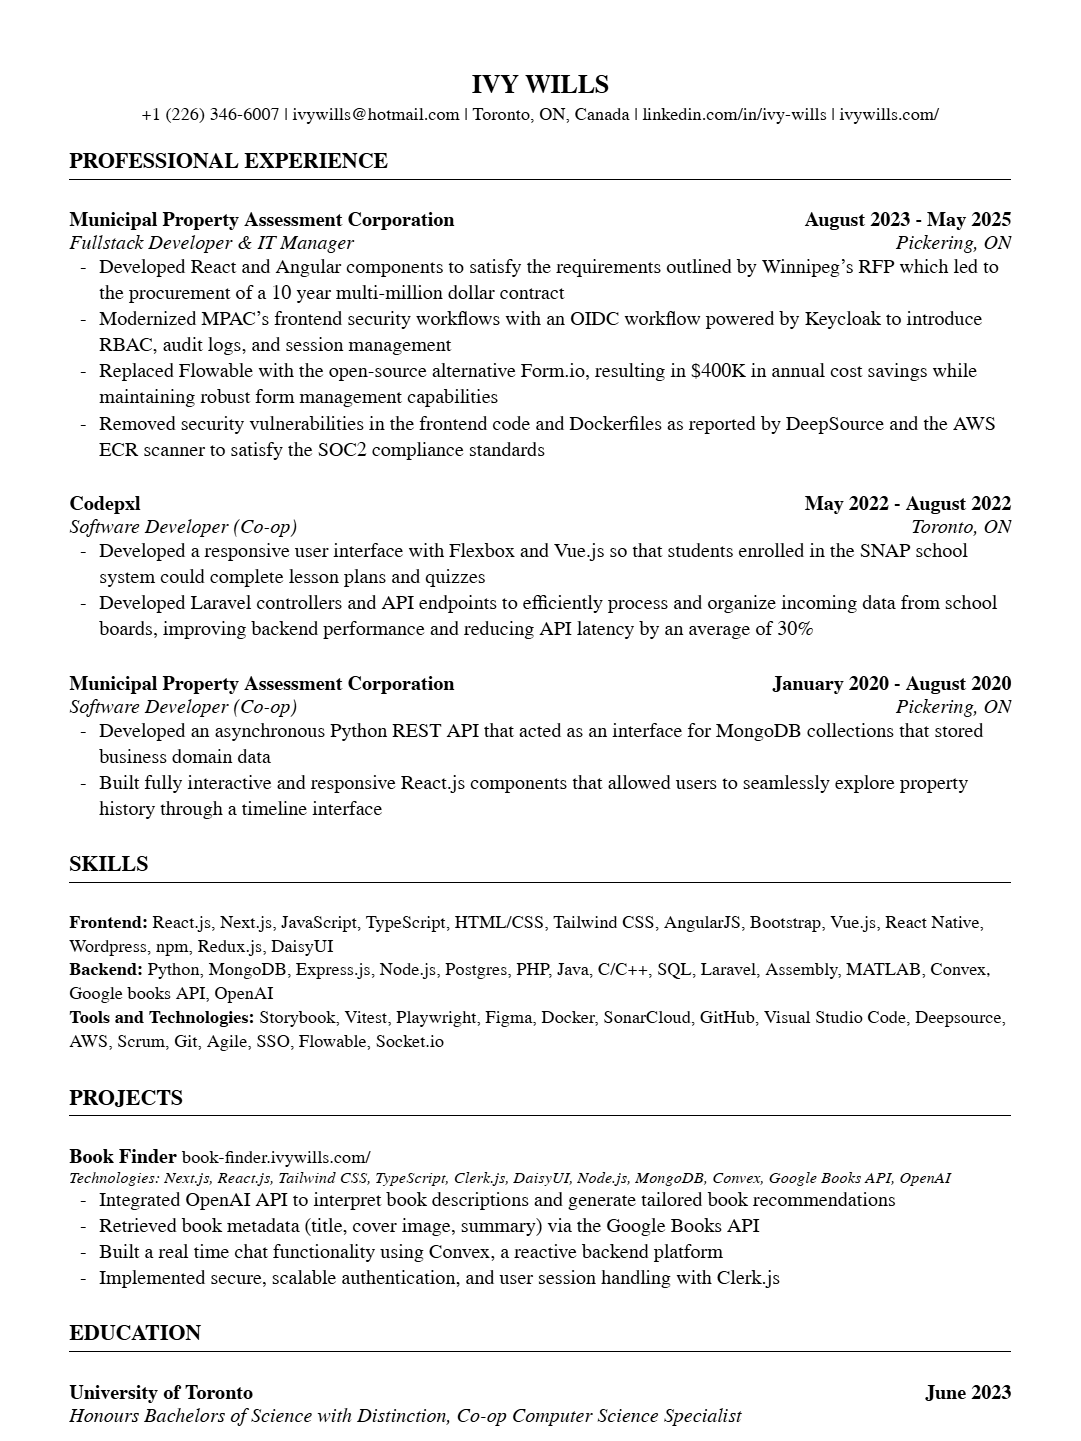 IVY WILLS
+1 (226) 346-6007 | ivywills@hotmail.com | Toronto, ON, Canada | linkedin.com/in/ivy-wills | ivywills.com/
PROFESSIONAL EXPERIENCE
Municipal Property Assessment Corporation August 2023 - May 2025
Fullstack Developer & IT Manager Pickering, ON
- Developed React and Angular components to satisfy the requirements outlined by Winnipeg’s RFP which led to
the procurement of a 10 year multi-million dollar contract
- Modernized MPAC’s frontend security workflows with an OIDC workflow powered by Keycloak to introduce
RBAC, audit logs, and session management
- Replaced Flowable with the open-source alternative Form.io, resulting in $400K in annual cost savings while
maintaining robust form management capabilities
- Removed security vulnerabilities in the frontend code and Dockerfiles as reported by DeepSource and the AWS
ECR scanner to satisfy the SOC2 compliance standards
Codepxl May 2022 - August 2022
Software Developer (Co-op) Toronto, ON
- Developed a responsive user interface with Flexbox and Vue.js so that students enrolled in the SNAP school
system could complete lesson plans and quizzes
- Developed Laravel controllers and API endpoints to efficiently process and organize incoming data from school
boards, improving backend performance and reducing API latency by an average of 30%
Municipal Property Assessment Corporation January 2020 - August 2020
Software Developer (Co-op) Pickering, ON
- Developed an asynchronous Python REST API that acted as an interface for MongoDB collections that stored
business domain data
- Built fully interactive and responsive React.js components that allowed users to seamlessly explore property
history through a timeline interface
SKILLS
Frontend: React.js, Next.js, JavaScript, TypeScript, HTML/CSS, Tailwind CSS, AngularJS, Bootstrap, Vue.js, React Native,
Wordpress, npm, Redux.js, DaisyUI
Backend: Python, MongoDB, Express.js, Node.js, Postgres, PHP, Java, C/C++, SQL, Laravel, Assembly, MATLAB, Convex,
Google books API, OpenAI
Tools and Technologies: Storybook, Vitest, Playwright, Figma, Docker, SonarCloud, GitHub, Visual Studio Code, Deepsource,
AWS, Scrum, Git, Agile, SSO, Flowable, Socket.io
PROJECTS
Book Finder book-finder.ivywills.com/
Technologies: Next.js, React.js, Tailwind CSS, TypeScript, Clerk.js, DaisyUI, Node.js, MongoDB, Convex, Google Books API, OpenAI
- Integrated OpenAI API to interpret book descriptions and generate tailored book recommendations
- Retrieved book metadata (title, cover image, summary) via the Google Books API
- Built a real time chat functionality using Convex, a reactive backend platform
- Implemented secure, scalable authentication, and user session handling with Clerk.js
EDUCATION
University of Toronto June 2023
Honours Bachelors of Science with Distinction, Co-op Computer Science Specialist